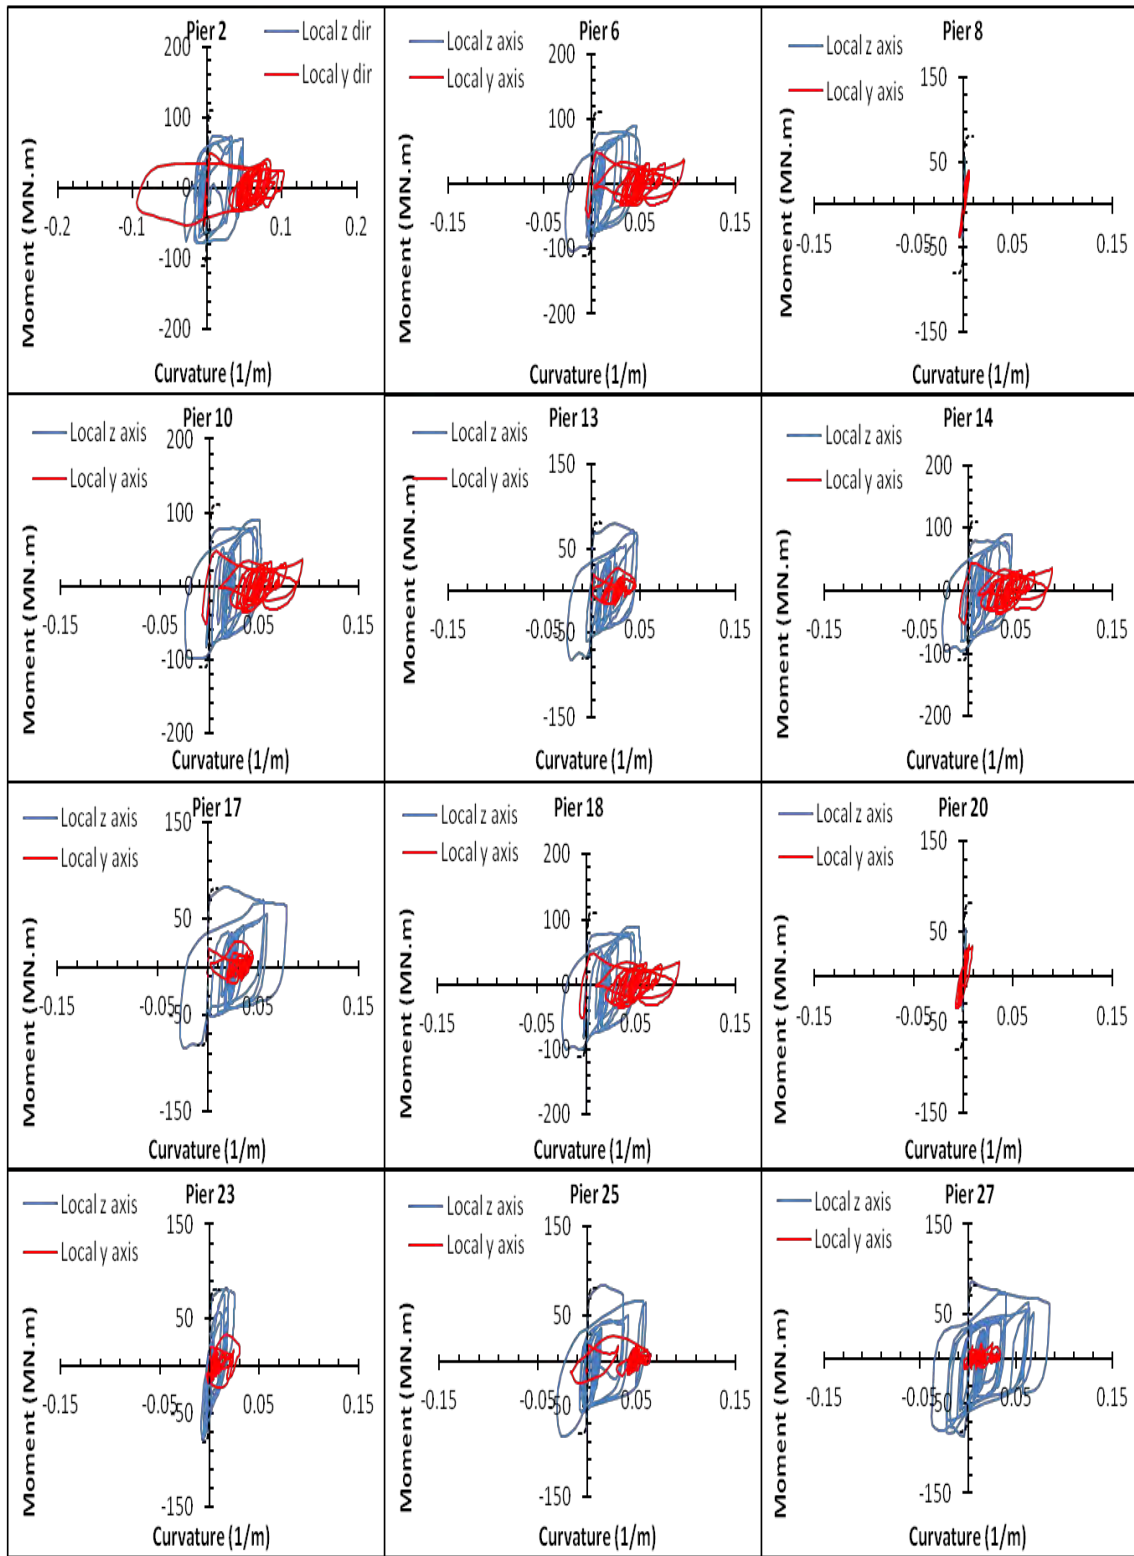 Pier 2
Local z dir
Local y dir
200
100
0
-100
-200
-0.2
-0.1
0.1
0.2
Moment (MN.m)
Curvature (1/m)
Pier 6
Local z axis
Local y axis
200
100
0
-100
-200
-0.15
-0.05
0.05
0.15
Moment (MN.m)
Curvature (1/m)
Pier 8
Local z axis
Local y axis
150
50
-50
-150
-0.15
-0.05
0.05
0.15
Moment (MN.m)
Pier 10
Local z axis
Local y axis
200
100
0
-100
-200
-0.15
-0.05
0.05
0.15
Moment (MN.m)
Curvature (1/m)
Pier 13
Local z axis
Local y axis
150
50
-50
-150
-0.15
-0.05
0.05
0.15
Moment (MN.m)
Pier 14
Local z axis
Local y axis
200
100
0
-100
-200
-0.15
-0.05
0.05
0.15
Moment (MN.m)
Curvature (1/m)
Pier 17
Local z axis
Local y axis
150
50
-50
-150
-0.15
-0.05
0.05
0.15
Moment (MN.m)
Curvature (1/m)
Pier 18
Local z axis
Local y axis
200
100
0
-100
-200
-0.15
-0.05
0.05
0.15
Moment (MN.m)
Curvature (1/m)
Pier 20
Local z axis
Local y axis
150
50
-50
-150
-0.15
-0.05
0.05
0.15
Moment (MN.m)
Pier 23
Local z axis
Local y axis
150
50
-50
-150
-0.15
-0.05
0.05
0.15
Moment (MN.m)
Curvature (1/m)
Pier 25
Local z axis
Local y axis
150
50
-50
-150
-0.15
-0.05
0.05
0.15
Moment (MN.m)
Curvature (1/m)
Pier 27
Local z axis
Local y axis
150
50
-50
-150
-0.15
-0.05
0.05
0.15
Moment (MN.m)
Curvature (1/m)